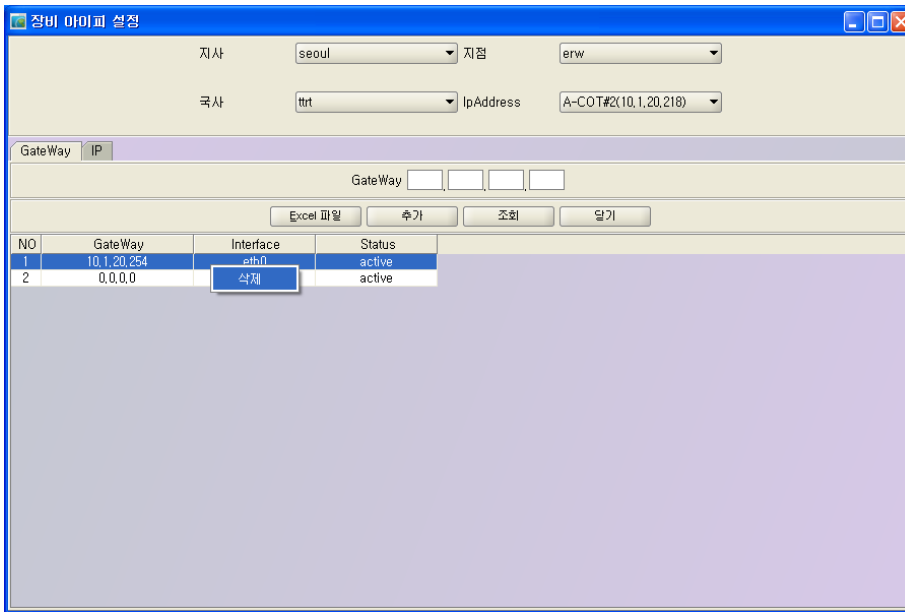 장비 아이피 설정
지사 seoul 지점 erw
국사 ttrt IpAddress A-COT#2(10,1,20,218)
GateWay IP
GateWay . . .
Excel 파일 추가 조회 닫기
NO GateWay Interface Status
1 10,1,20,254 eth0 active
2 0,0,0,0 삭제 active